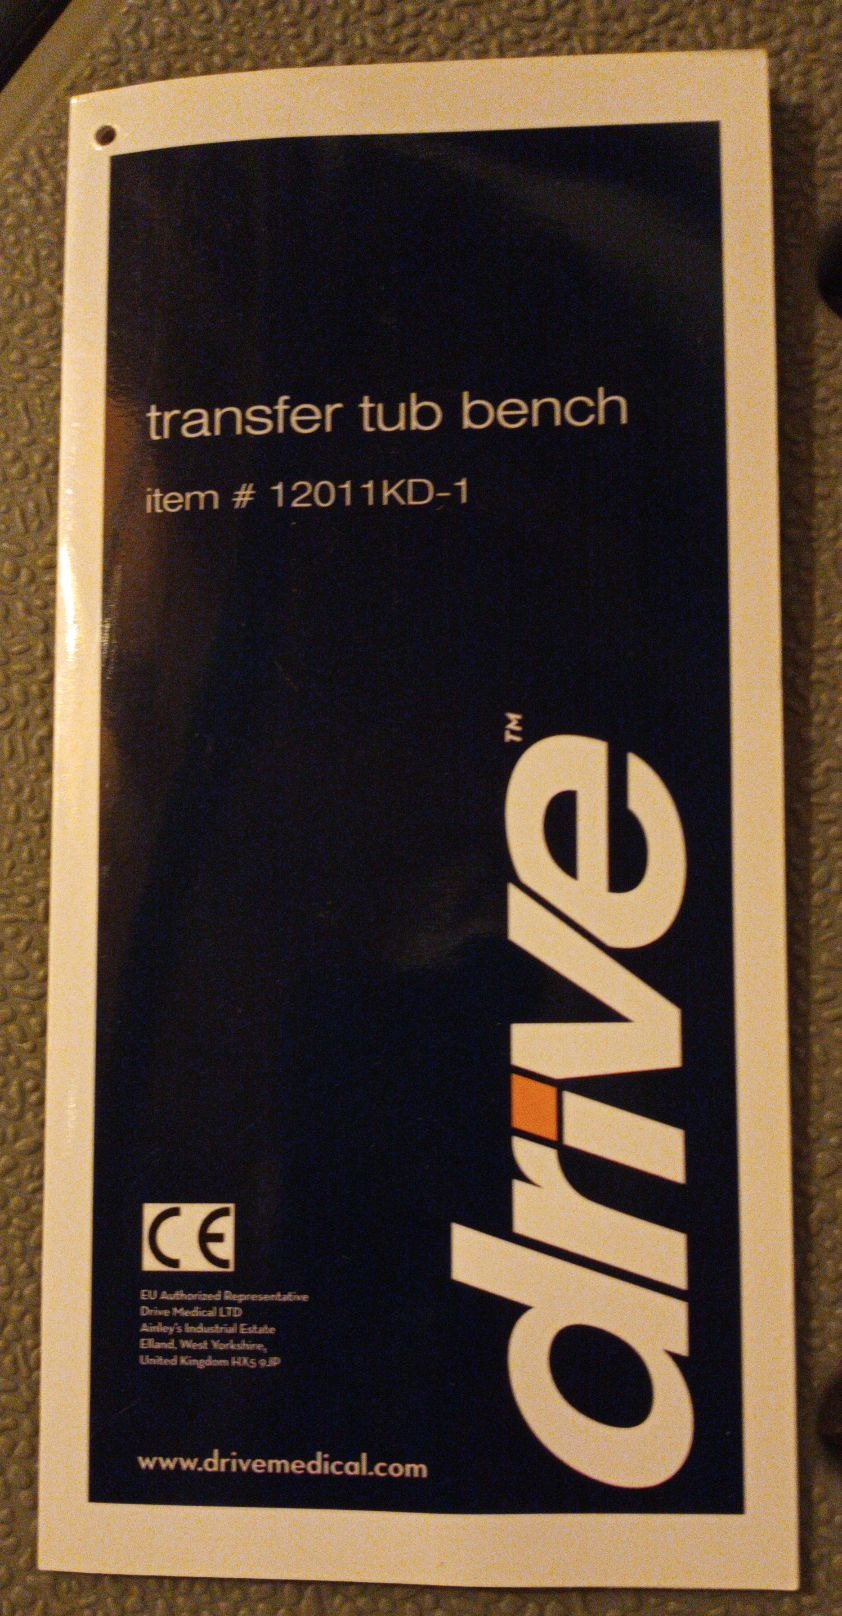 transfer tub bench
item # 12011KD-1
drive™
CE
EU Authorized Representative
Drive Medical LTD
Ainley's Industrial Estate
Elland, West Yorkshire,
United Kingdom HX5 9JP
www.drivemedical.com